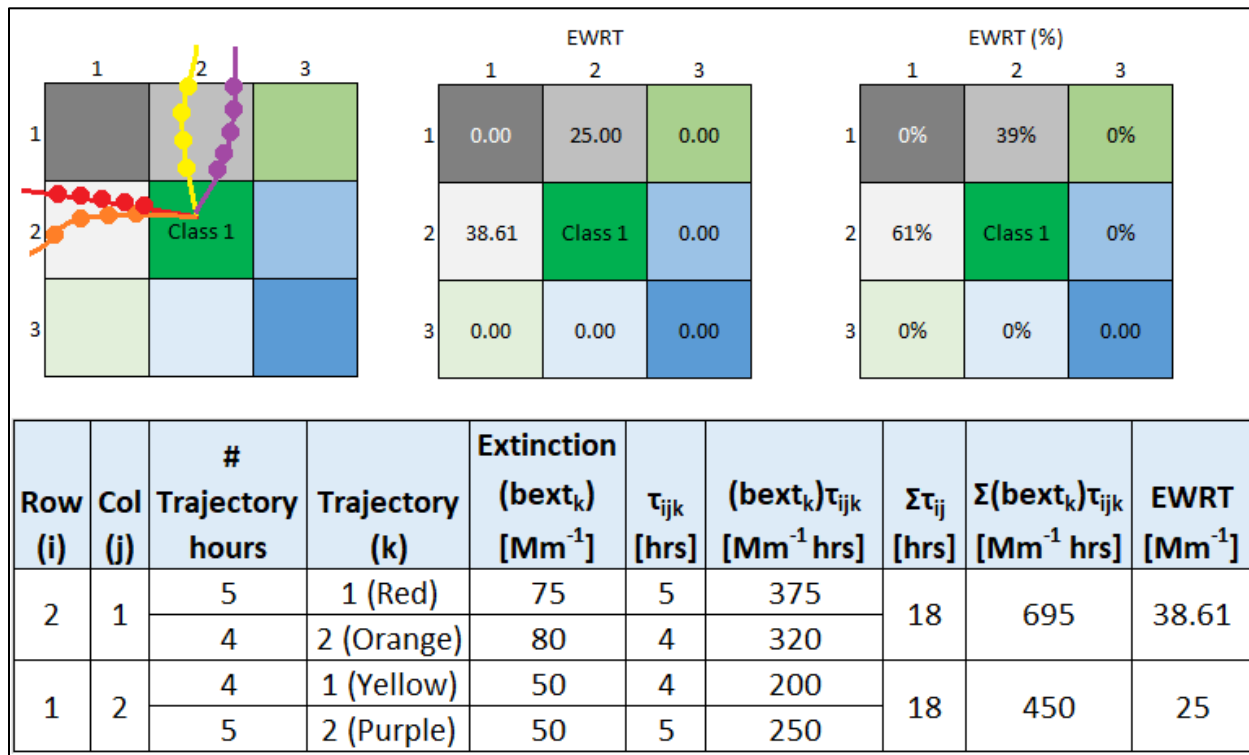 1 2 3
1
2 Class 1
3
EWRT
1 2 3
1 0.00 25.00 0.00
2 38.61 Class 1 0.00
3 0.00 0.00 0.00
EWRT (%)
1 2 3
1 0% 39% 0%
2 61% Class 1 0%
3 0% 0% 0.00
Row (i) Col (j) # Trajectory hours Trajectory (k) Extinction (bextₖ) [Mm⁻¹] τᵢⱼₖ [hrs] (bextₖ)τᵢⱼₖ [Mm⁻¹ hrs] Στᵢⱼ [hrs] Σ(bextₖ)τᵢⱼₖ [Mm⁻¹ hrs] EWRT [Mm⁻¹]
2 1 5 1 (Red) 75 5 375 18 695 38.61
4 2 (Orange) 80 4 320
1 2 4 1 (Yellow) 50 4 200 18 450 25
5 2 (Purple) 50 5 250